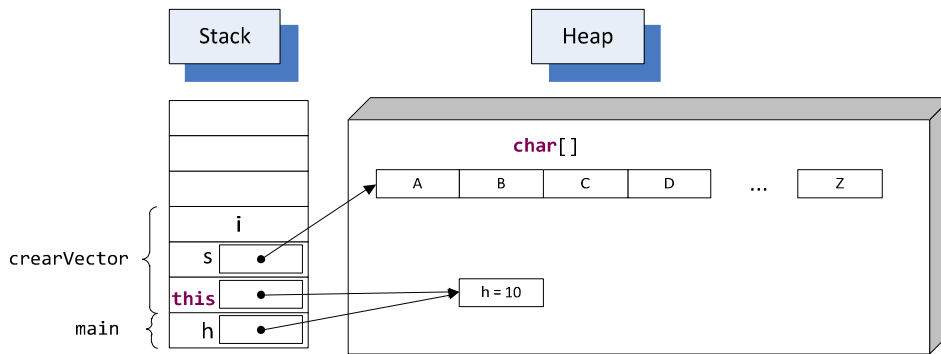 Stack
Heap
char[]
A B C D ... Z
i
crearVector
s
this
h = 10
main
h